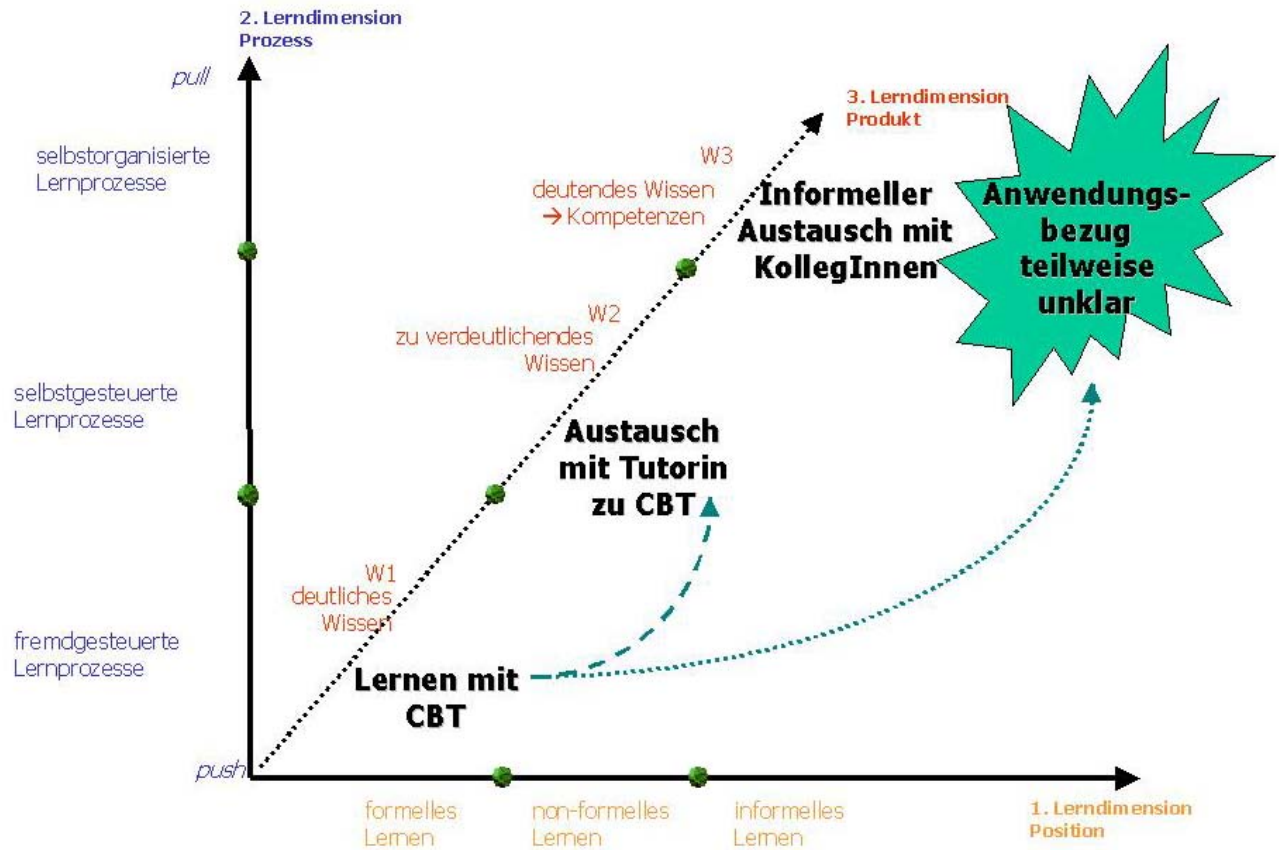 2. Lerndimension
Prozess
pull
selbstorganisierte
Lernprozesse
selbstgesteuerte
Lernprozesse
fremdgesteuerte
Lernprozesse
push
3. Lerndimension
Produkt
W3
deutendes Wissen
→ Kompetenzen
W2
zu verdeutlichendes
Wissen
W1
deutliches
Wissen
Informeller
Austausch mit
KollegInnen
Anwendungs-
bezug
teilweise
unklar
Austausch
mit Tutorin
zu CBT
Lernen mit
CBT
formelles
Lernen
non-formelles
Lernen
informelles
Lernen
1. Lerndimension
Position